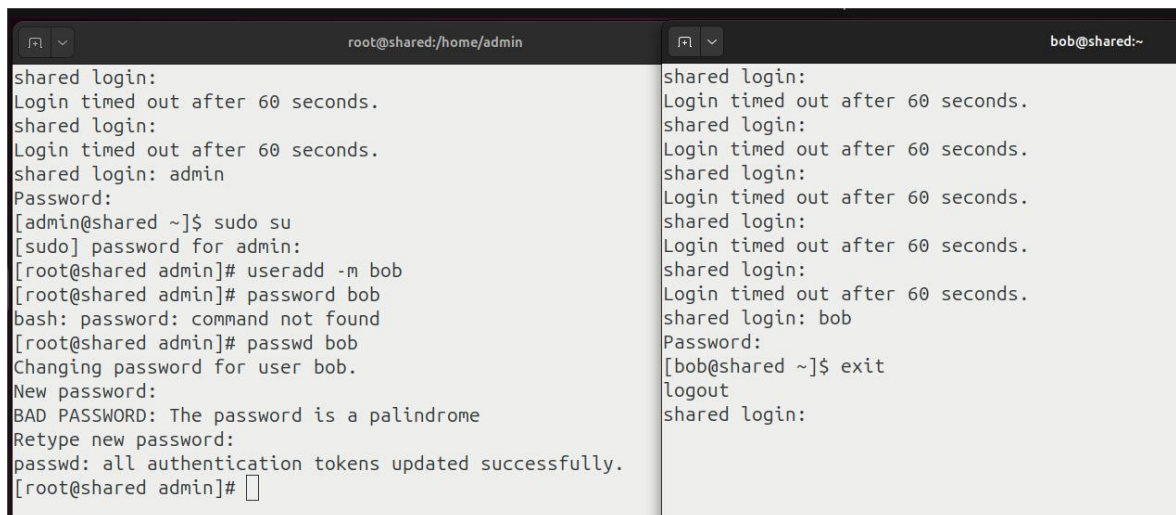 root@shared:/home/admin
shared login:
Login timed out after 60 seconds.
shared login:
Login timed out after 60 seconds.
shared login: admin
Password:
[admin@shared ~]$ sudo su
[sudo] password for admin:
[root@shared admin]# useradd -m bob
[root@shared admin]# password bob
bash: password: command not found
[root@shared admin]# passwd bob
Changing password for user bob.
New password:
BAD PASSWORD: The password is a palindrome
Retype new password:
passwd: all authentication tokens updated successfully.
[root@shared admin]#
bob@shared:~
shared login:
Login timed out after 60 seconds.
shared login:
Login timed out after 60 seconds.
shared login:
Login timed out after 60 seconds.
shared login:
Login timed out after 60 seconds.
shared login:
Login timed out after 60 seconds.
shared login: bob
Password:
[bob@shared ~]$ exit
logout
shared login: